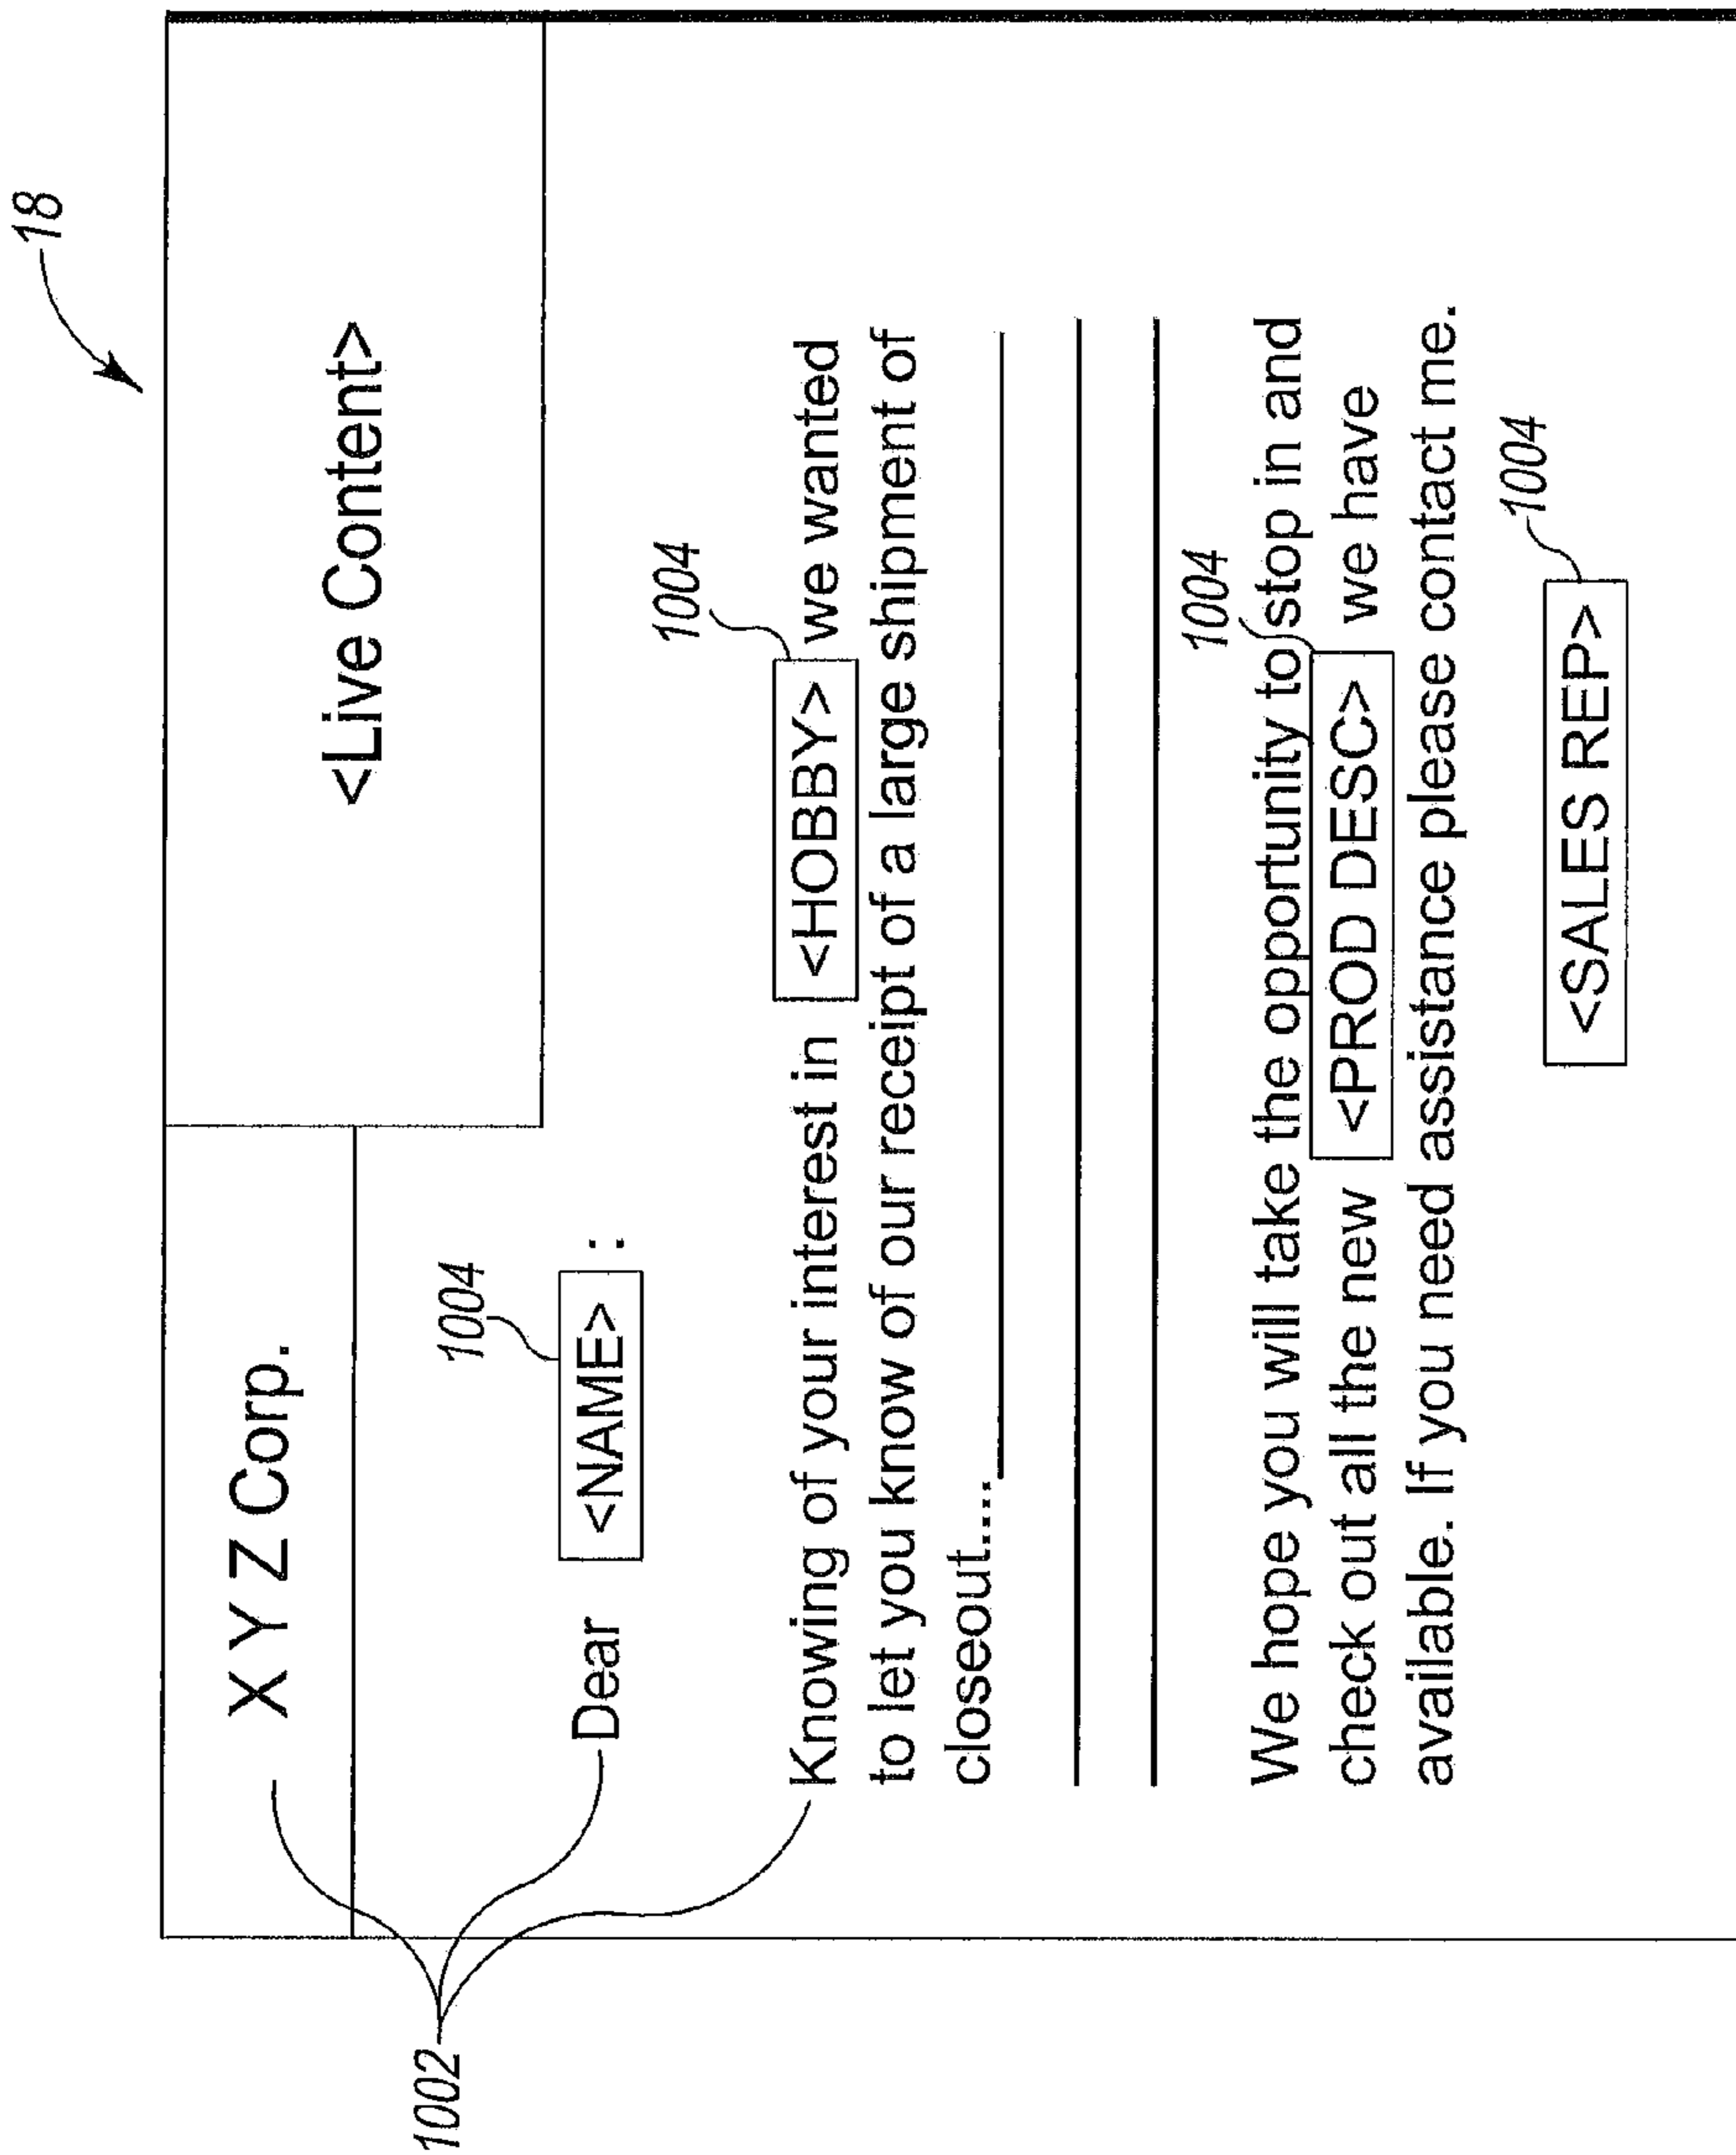 18
X Y Z Corp.
<Live Content>
1004
Dear <NAME> :
1002
1004
Knowing of your interest in <HOBBY> we wanted
to let you know of our receipt of a large shipment of
closeout....
1004
We hope you will take the opportunity to stop in and
check out all the new <PROD DESC> we have
available. If you need assistance please contact me.
1004
<SALES REP>